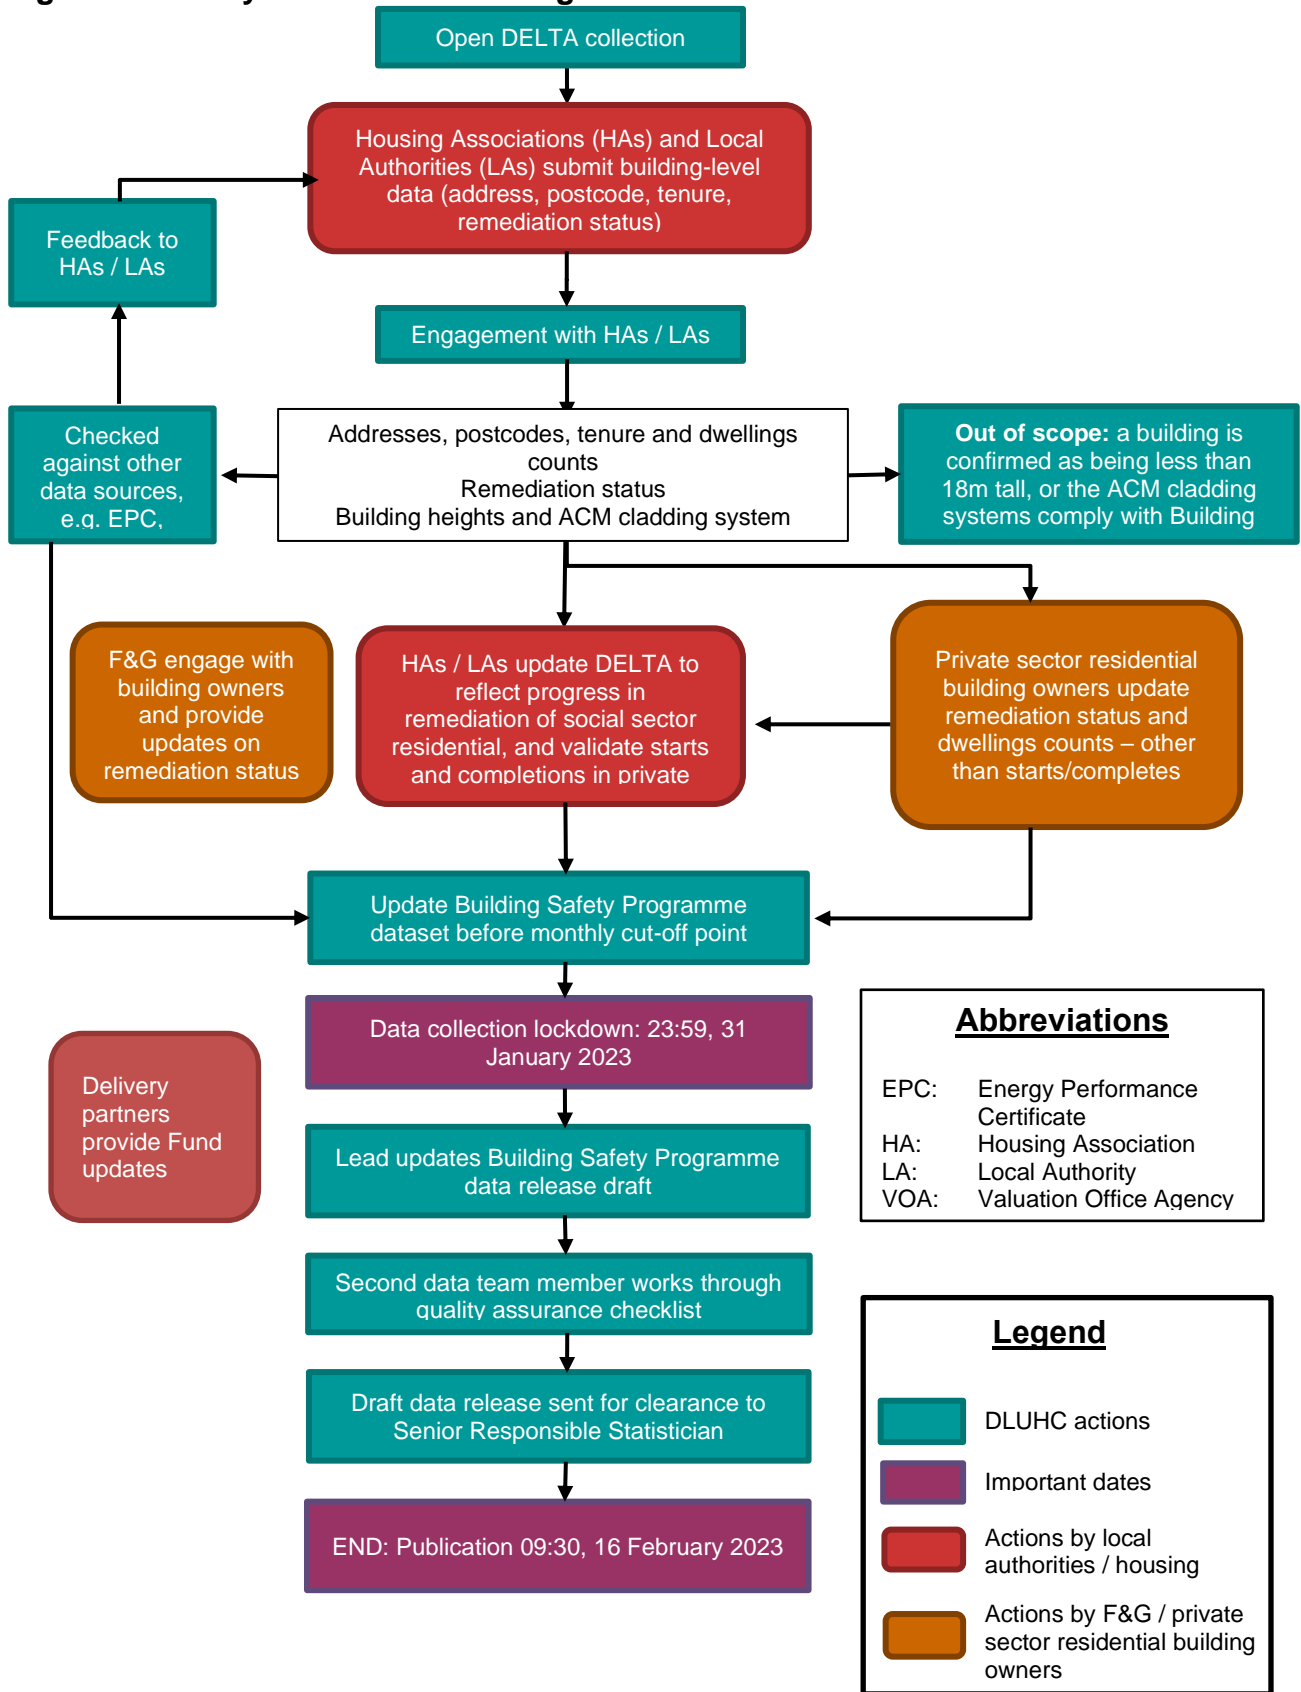 Open DELTA collection
Housing Associations (HAs) and Local
Authorities (LAs) submit building-level
data (address, postcode, tenure,
remediation status)
Feedback to
HAs / LAs
Engagement with HAs / LAs
Checked
against other
data sources,
e.g. EPC,
Addresses, postcodes, tenure and dwellings
counts
Remediation status
Building heights and ACM cladding system
Out of scope: a building is
confirmed as being less than
18m tall, or the ACM cladding
systems comply with Building
F&G engage with
building owners
and provide
updates on
remediation status
HAs / LAs update DELTA to
reflect progress in
remediation of social sector
residential, and validate starts
and completions in private
Private sector residential
building owners update
remediation status and
dwellings counts – other
than starts/completes
Update Building Safety Programme
dataset before monthly cut-off point
Data collection lockdown: 23:59, 31
January 2023
Delivery
partners
provide Fund
updates
Lead updates Building Safety Programme
data release draft
Second data team member works through
quality assurance checklist
Draft data release sent for clearance to
Senior Responsible Statistician
END: Publication 09:30, 16 February 2023
Abbreviations
EPC: Energy Performance
Certificate
HA: Housing Association
LA: Local Authority
VOA: Valuation Office Agency
Legend
DLUHC actions
Important dates
Actions by local
authorities / housing
Actions by F&G / private
sector residential building
owners